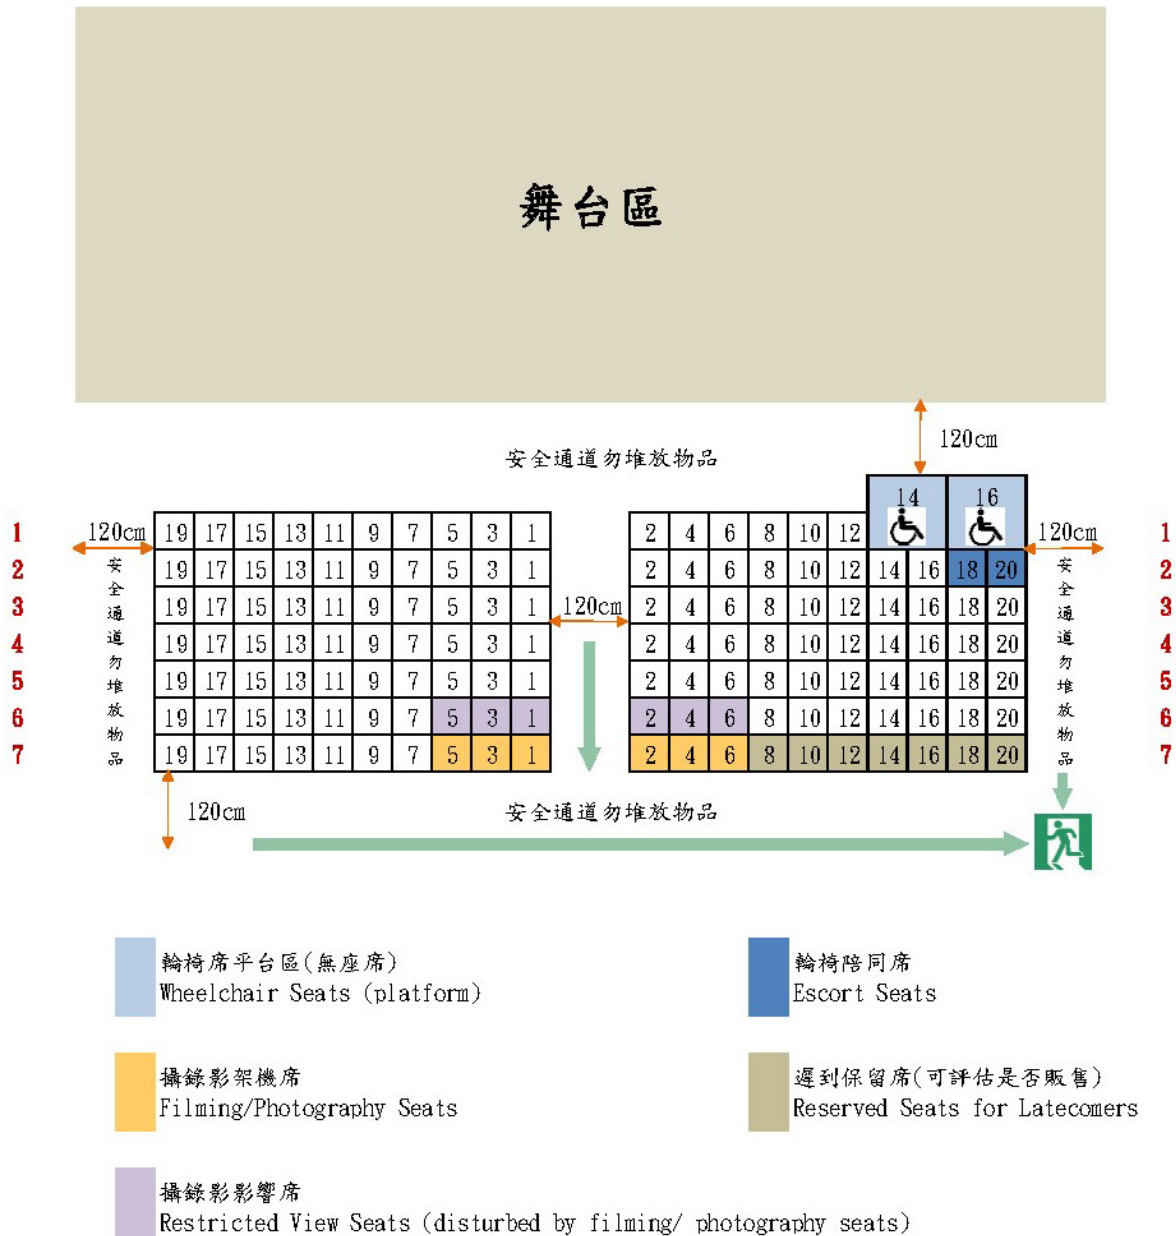 舞台區
120cm
安全通道勿堆放物品
14 16
1 120cm 19 17 15 13 11 9 7 5 3 1 2 4 6 8 10 12 120cm 1
2 19 17 15 13 11 9 7 5 3 1 2 4 6 8 10 12 14 16 18 20 2
3 19 17 15 13 11 9 7 5 3 1 120cm 2 4 6 8 10 12 14 16 18 20 3
4 19 17 15 13 11 9 7 5 3 1 2 4 6 8 10 12 14 16 18 20 4
5 19 17 15 13 11 9 7 5 3 1 2 4 6 8 10 12 14 16 18 20 5
6 19 17 15 13 11 9 7 5 3 1 2 4 6 8 10 12 14 16 18 20 6
7 19 17 15 13 11 9 7 5 3 1 2 4 6 8 10 12 14 16 18 20 7
安全通道勿堆放物品
安全通道勿堆放物品
120cm
安全通道勿堆放物品
輪椅席平台區(無座席)
Wheelchair Seats (platform)
輪椅陪同席
Escort Seats
攝錄影架機席
Filming/Photography Seats
遲到保留席(可評估是否販售)
Reserved Seats for Latecomers
攝錄影影響席
Restricted View Seats (disturbed by filming/ photography seats)